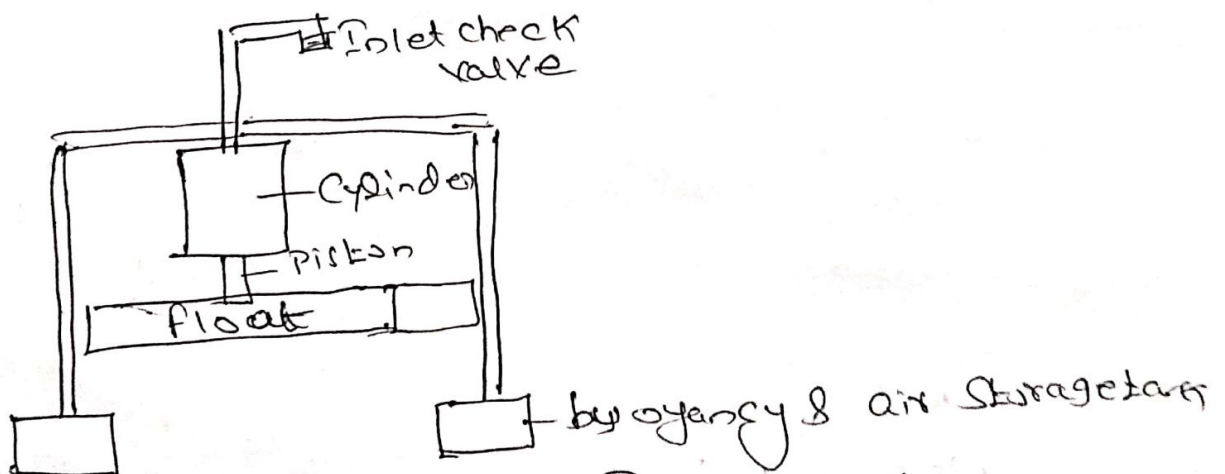 Inlet check
valve
Cylinder
Piston
float
buoyancy & air storage tank